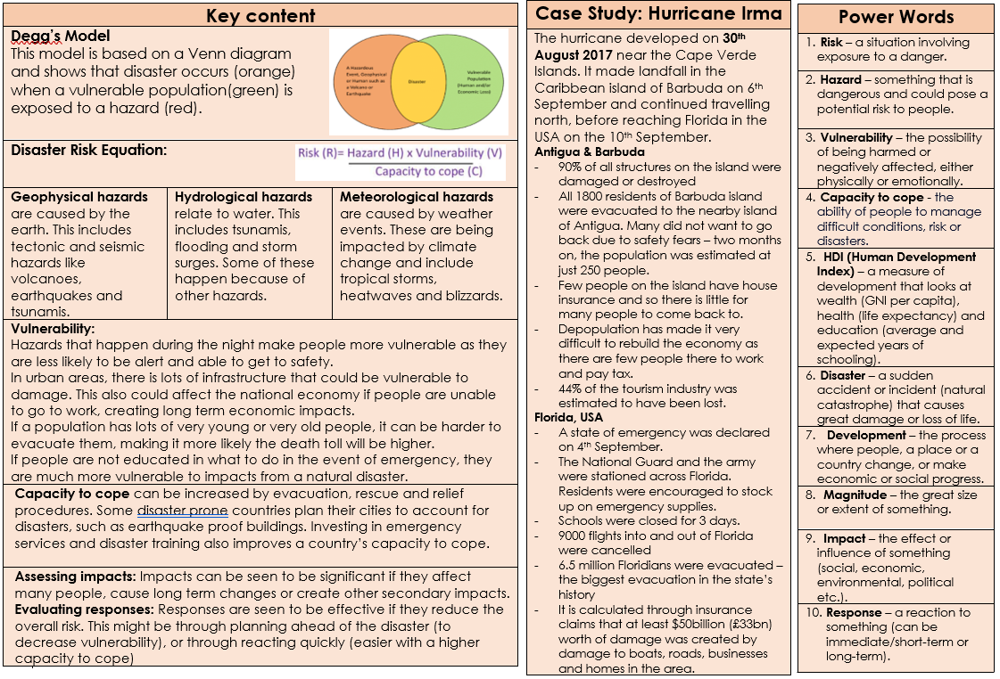 Key content
Degg's Model
This model is based on a Venn diagram
and shows that disaster occurs (orange)
when a vulnerable population(green) is
exposed to a hazard (red).
A Hazardous
Event, Geophysical
or Human such as
a Volcano or
Earthquake
Disaster
Vulnerable
Population
(Human and/or
Economic Loss)
Disaster Risk Equation:
Risk (R)= Hazard (H) x Vulnerability (V)
Capacity to cope (C)
Geophysical hazards
are caused by the
earth. This includes
tectonic and seismic
hazards like
volcanoes,
earthquakes and
tsunamis.
Hydrological hazards
relate to water. This
includes tsunamis,
flooding and storm
surges. Some of these
happen because of
other hazards.
Meteorological hazards
are caused by weather
events. These are being
impacted by climate
change and include
tropical storms,
heatwaves and blizzards.
Vulnerability:
Hazards that happen during the night make people more vulnerable as they
are less likely to be alert and able to get to safety.
In urban areas, there is lots of infrastructure that could be vulnerable to
damage. This also could affect the national economy if people are unable
to go to work, creating long term economic impacts.
If a population has lots of very young or very old people, it can be harder to
evacuate them, making it more likely the death toll will be higher.
If people are not educated in what to do in the event of emergency, they
are much more vulnerable to impacts from a natural disaster.
Capacity to cope can be increased by evacuation, rescue and relief
procedures. Some disaster prone countries plan their cities to account for
disasters, such as earthquake proof buildings. Investing in emergency
services and disaster training also improves a country's capacity to cope.
Assessing impacts: Impacts can be seen to be significant if they affect
many people, cause long term changes or create other secondary impacts.
Evaluating responses: Responses are seen to be effective if they reduce the
overall risk. This might be through planning ahead of the disaster (to
decrease vulnerability), or through reacting quickly (easier with a higher
capacity to cope)
Case Study: Hurricane Irma
The hurricane developed on 30th
August 2017 near the Cape Verde
Islands. It made landfall in the
Caribbean island of Barbuda on 6th
September and continued travelling
north, before reaching Florida in the
USA on the 10th September.
Antigua & Barbuda
- 90% of all structures on the island were
damaged or destroyed
- All 1800 residents of Barbuda island
were evacuated to the nearby island
of Antigua. Many did not want to go
back due to safety fears – two months
on, the population was estimated at
just 250 people.
- Few people on the island have house
insurance and so there is little for
many people to come back to.
- Depopulation has made it very
difficult to rebuild the economy as
there are few people there to work
and pay tax.
- 44% of the tourism industry was
estimated to have been lost.
Florida, USA
- A state of emergency was declared
on 4th September.
- The National Guard and the army
were stationed across Florida.
Residents were encouraged to stock
up on emergency supplies.
- Schools were closed for 3 days.
- 9000 flights into and out of Florida
were cancelled
- 6.5 million Floridians were evacuated –
the biggest evacuation in the state's
history
- It is calculated through insurance
claims that at least $50billion (£33bn)
worth of damage was created by
damage to boats, roads, businesses
and homes in the area.
Power Words
1. Risk – a situation involving
exposure to a danger.
2. Hazard – something that is
dangerous and could pose a
potential risk to people.
3. Vulnerability – the possibility
of being harmed or
negatively affected, either
physically or emotionally.
4. Capacity to cope - the
ability of people to manage
difficult conditions, risk or
disasters.
5. HDI (Human Development
Index) – a measure of
development that looks at
wealth (GNI per capita),
health (life expectancy) and
education (average and
expected years of
schooling).
6. Disaster – a sudden
accident or incident (natural
catastrophe) that causes
great damage or loss of life.
7. Development – the process
where people, a place or a
country change, or make
economic or social progress.
8. Magnitude – the great size
or extent of something.
9. Impact – the effect or
influence of something
(social, economic,
environmental, political
etc.).
10. Response – a reaction to
something (can be
immediate/short-term or
long-term).